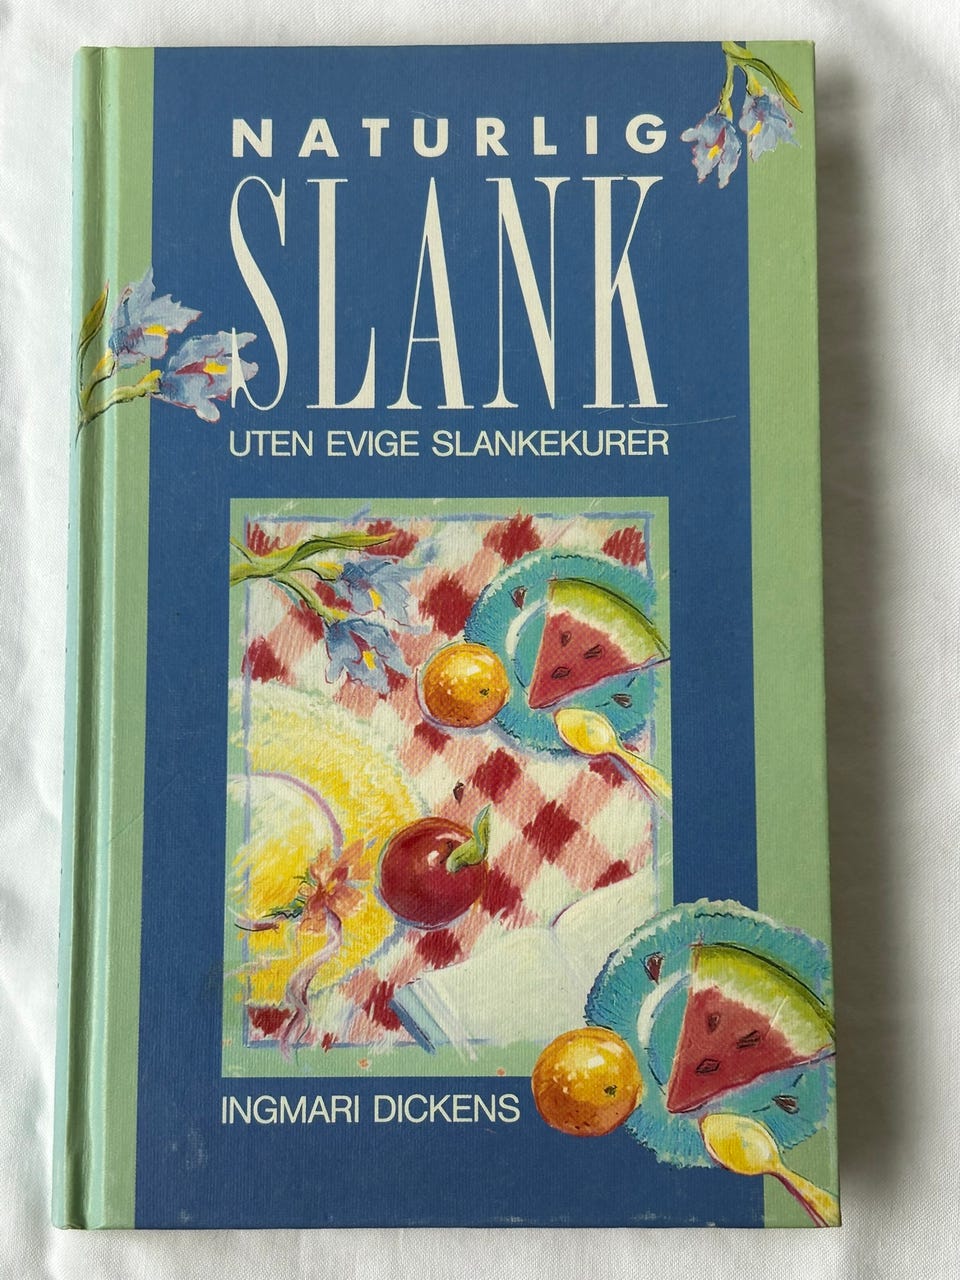 NATURLIG
SLANK
UTEN EVIGE SLANKEKURER
INGMARI DICKENS